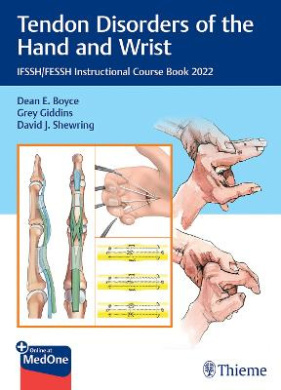 Tendon Disorders of the
Hand and Wrist
IFSSH/FESSH Instructional Course Book 2022
Dean E. Boyce
Grey Giddins
David J. Shewring
+ Online at
MedOne
Thieme